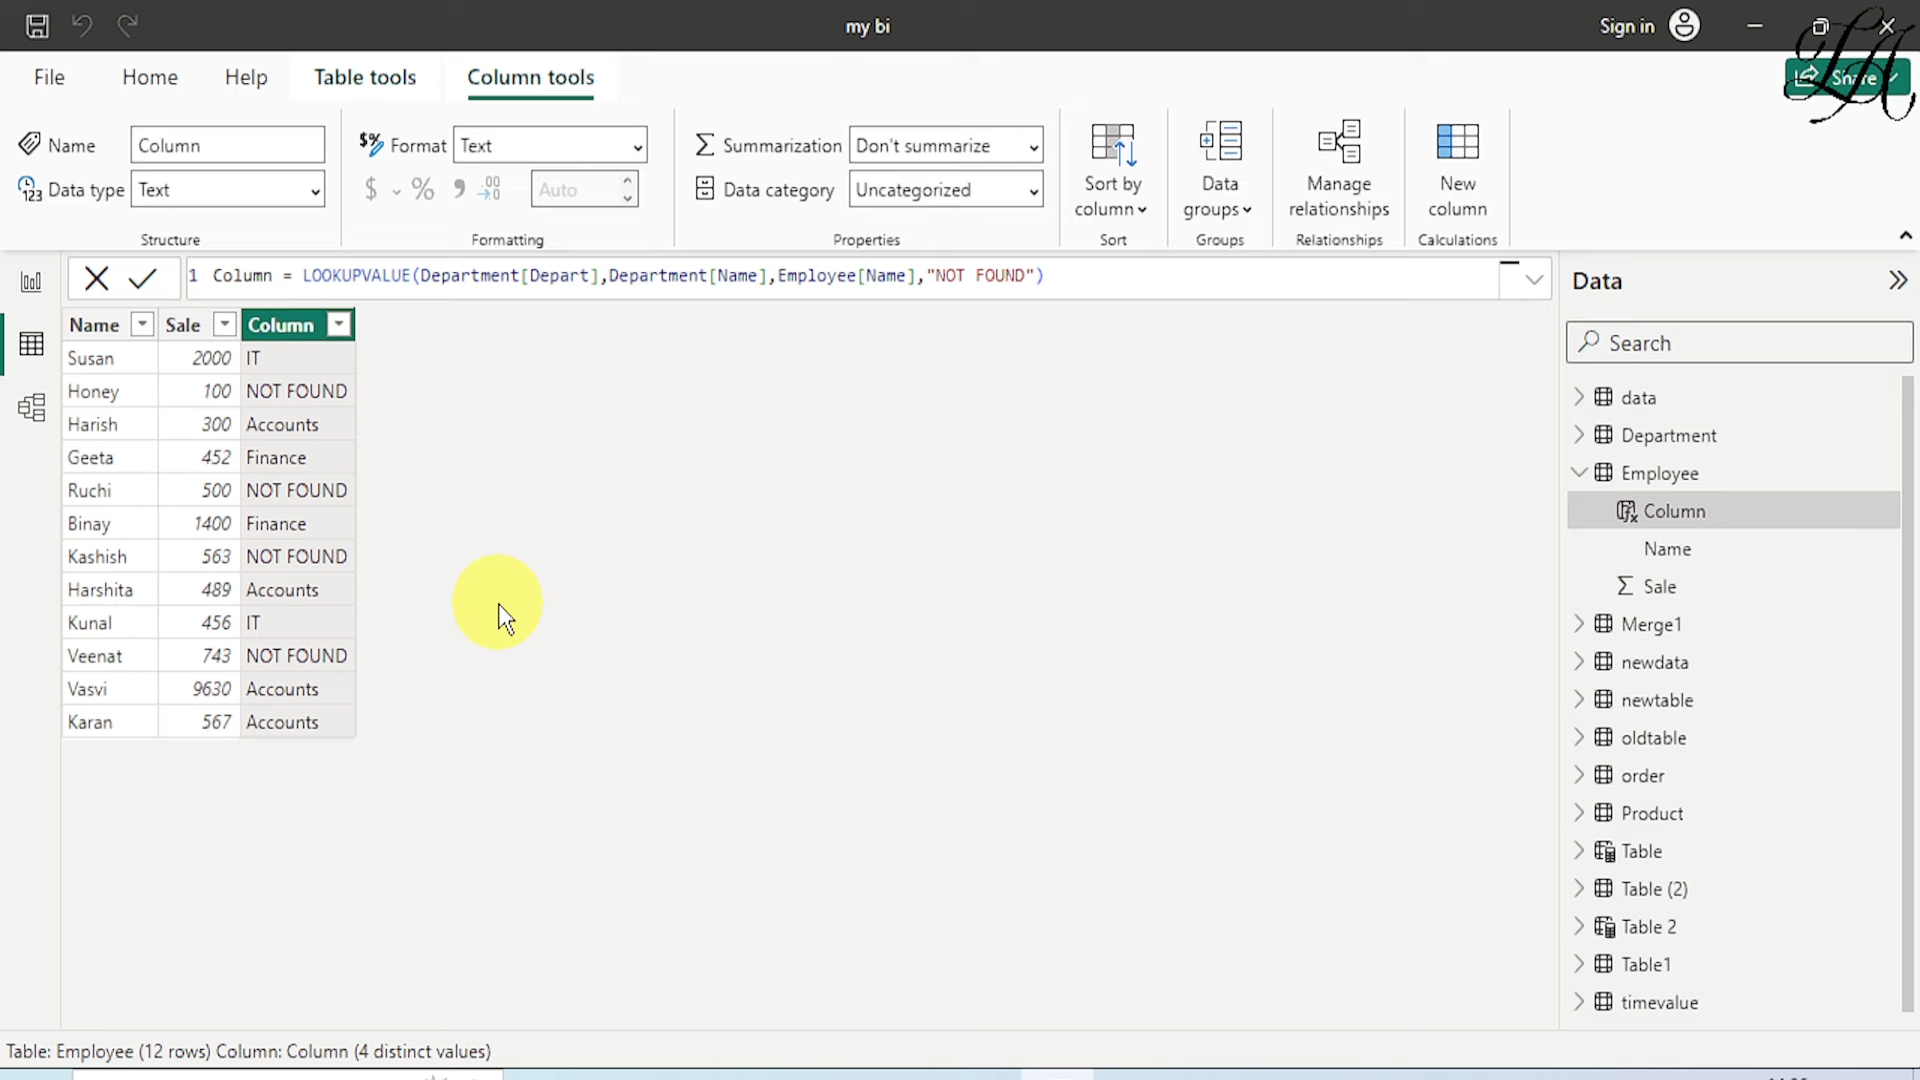 my bi
Sign in
File Home Help Table tools Column tools
Share
Name Column
Data type Text
Structure
Format Text
$ % 9 .00 Auto
Formatting
Summarization Don't summarize
Data category Uncategorized
Properties
Sort by
column
Sort
Data
groups
Groups
Manage
relationships
Relationships
New
column
Calculations
1 Column = LOOKUPVALUE(Department[Depart],Department[Name],Employee[Name],"NOT FOUND")
Name Sale Column
Susan 2000 IT
Honey 100 NOT FOUND
Harish 300 Accounts
Geeta 452 Finance
Ruchi 500 NOT FOUND
Binay 1400 Finance
Kashish 563 NOT FOUND
Harshita 489 Accounts
Kunal 456 IT
Veenat 743 NOT FOUND
Vasvi 9630 Accounts
Karan 567 Accounts
Data
Search
data
Department
Employee
Column
Name
Sale
Merge1
newdata
newtable
oldtable
order
Product
Table
Table (2)
Table 2
Table1
timevalue
Table: Employee (12 rows) Column: Column (4 distinct values)